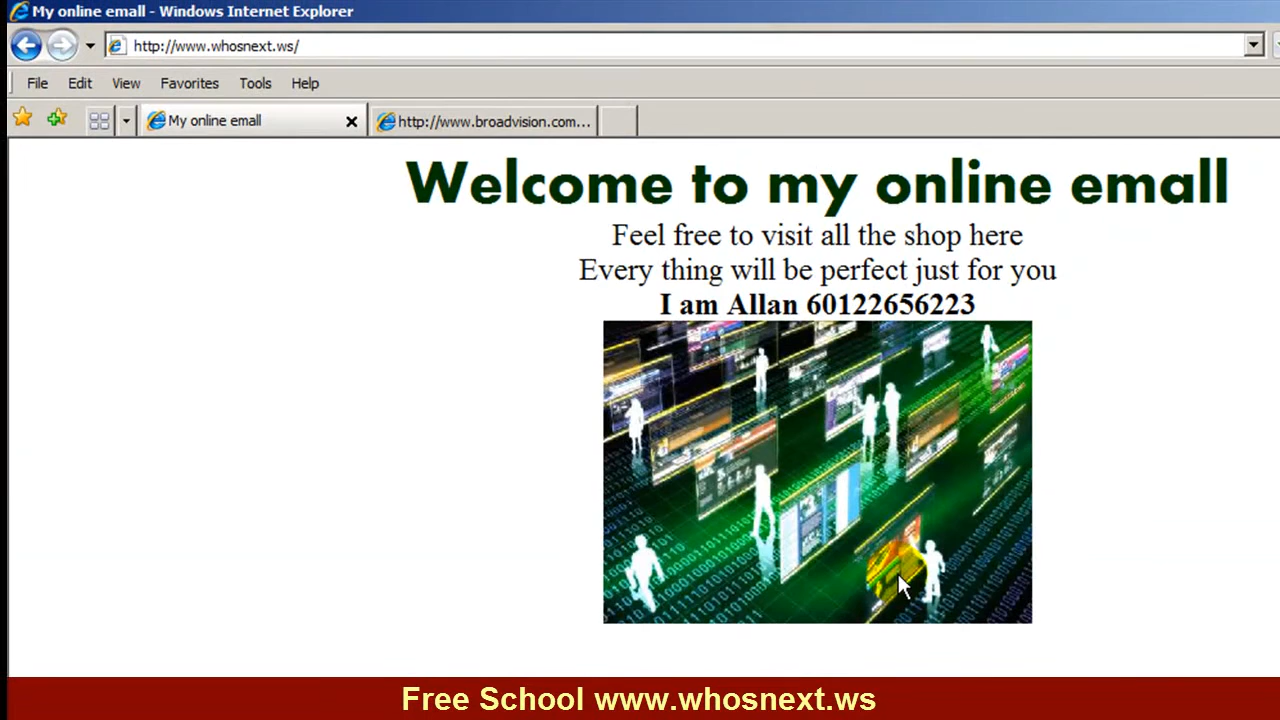 My online emall - Windows Internet Explorer
http://www.whosnext.ws/
File Edit View Favorites Tools Help
My online emall http://www.broadvision.com...
Welcome to my online emall
Feel free to visit all the shop here
Every thing will be perfect just for you
I am Allan 60122656223
Free School www.whosnext.ws